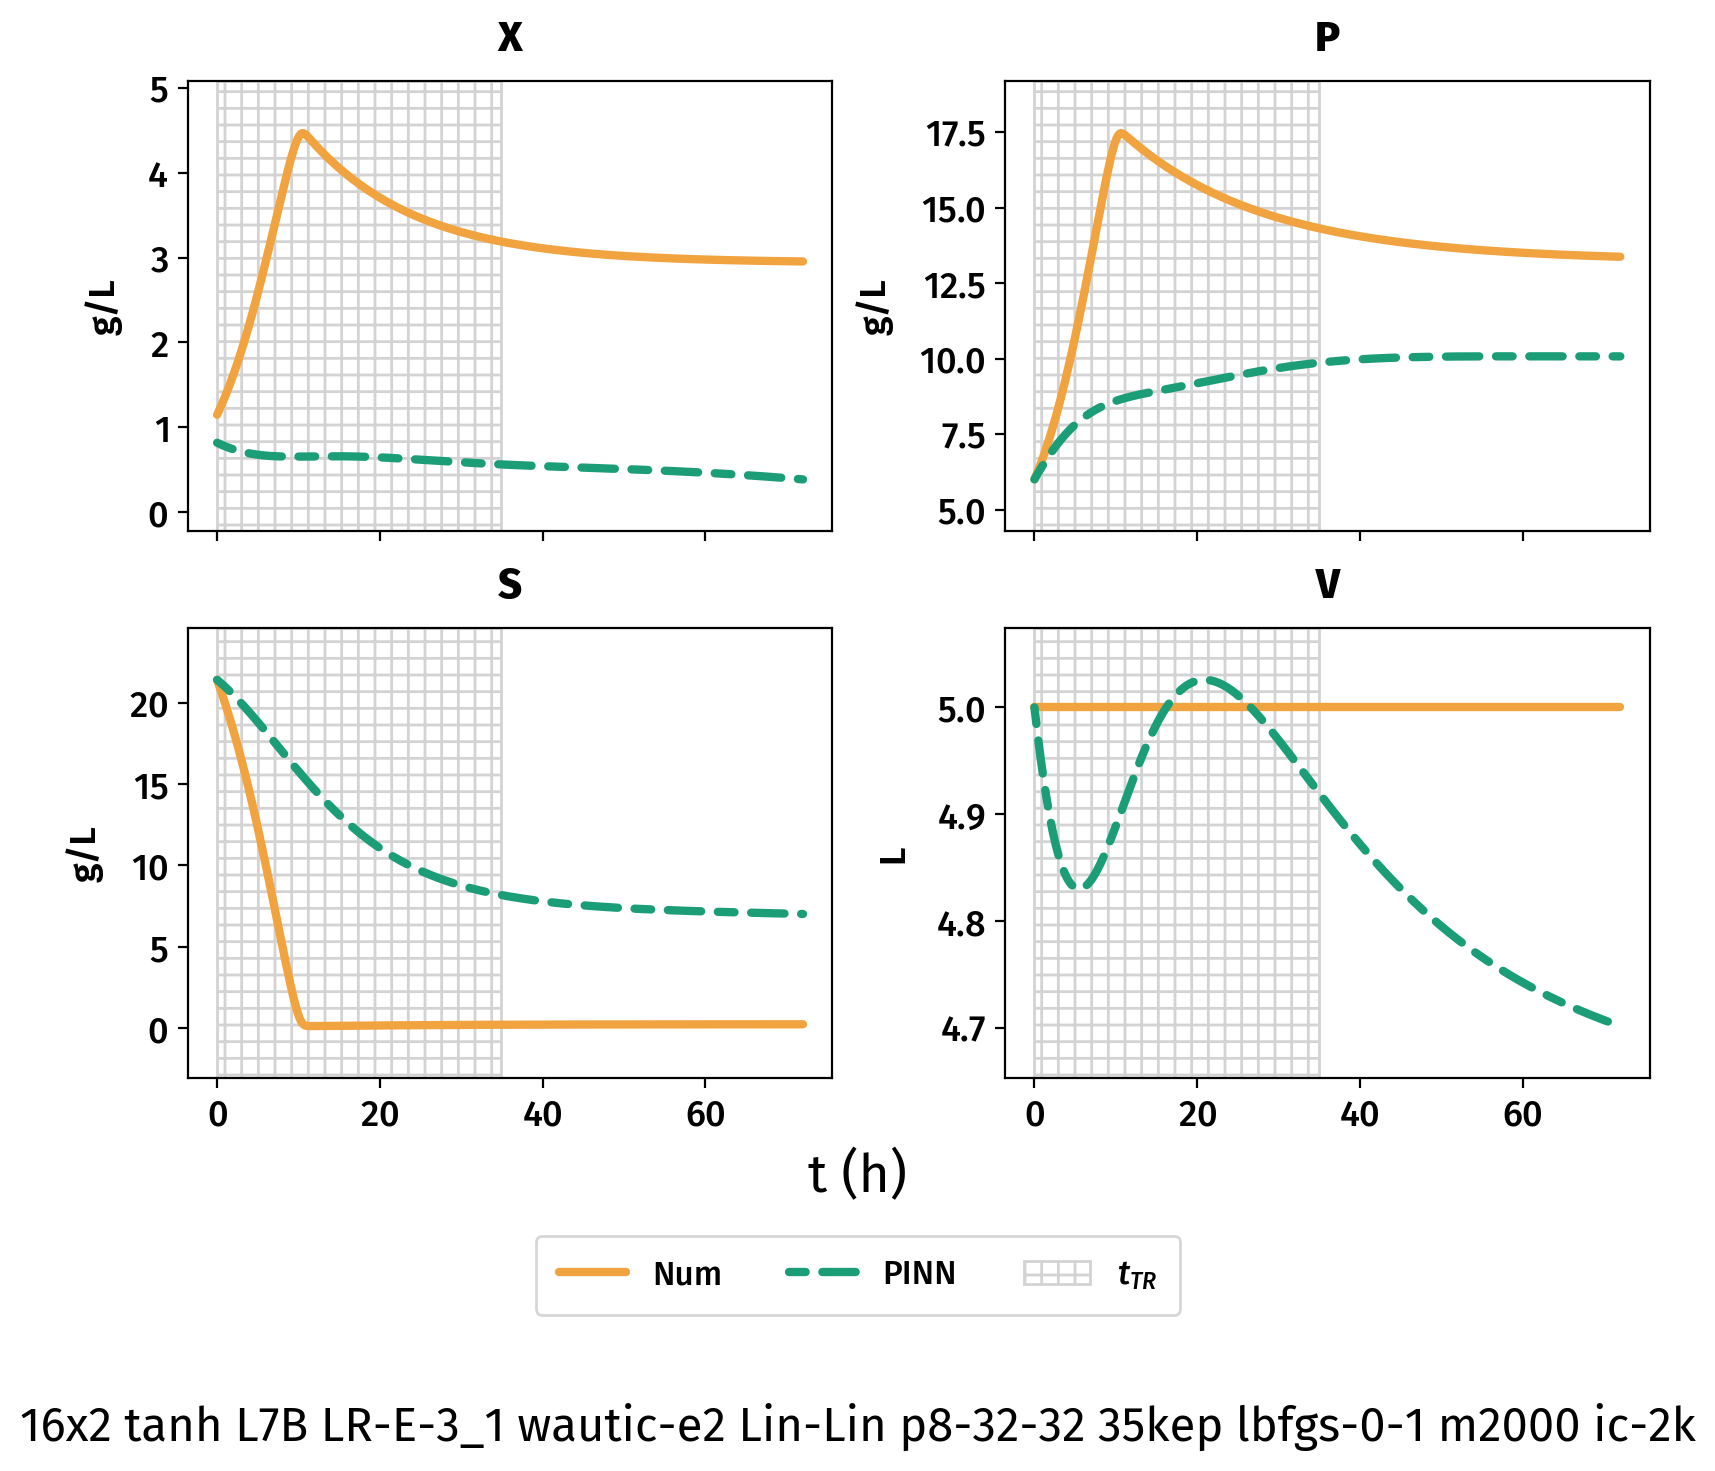 X
P
5
4
3
2
1
0
g/L
17.5
15.0
12.5
10.0
7.5
5.0
g/L
S
V
20
15
10
5
0
g/L
5.0
4.9
4.8
4.7
L
0 20 40 60
0 20 40 60
t (h)
Num PINN t_TR
16x2 tanh L7B LR-E-3_1 wautic-e2 Lin-Lin p8-32-32 35kep lbfgs-0-1 m2000 ic-2k